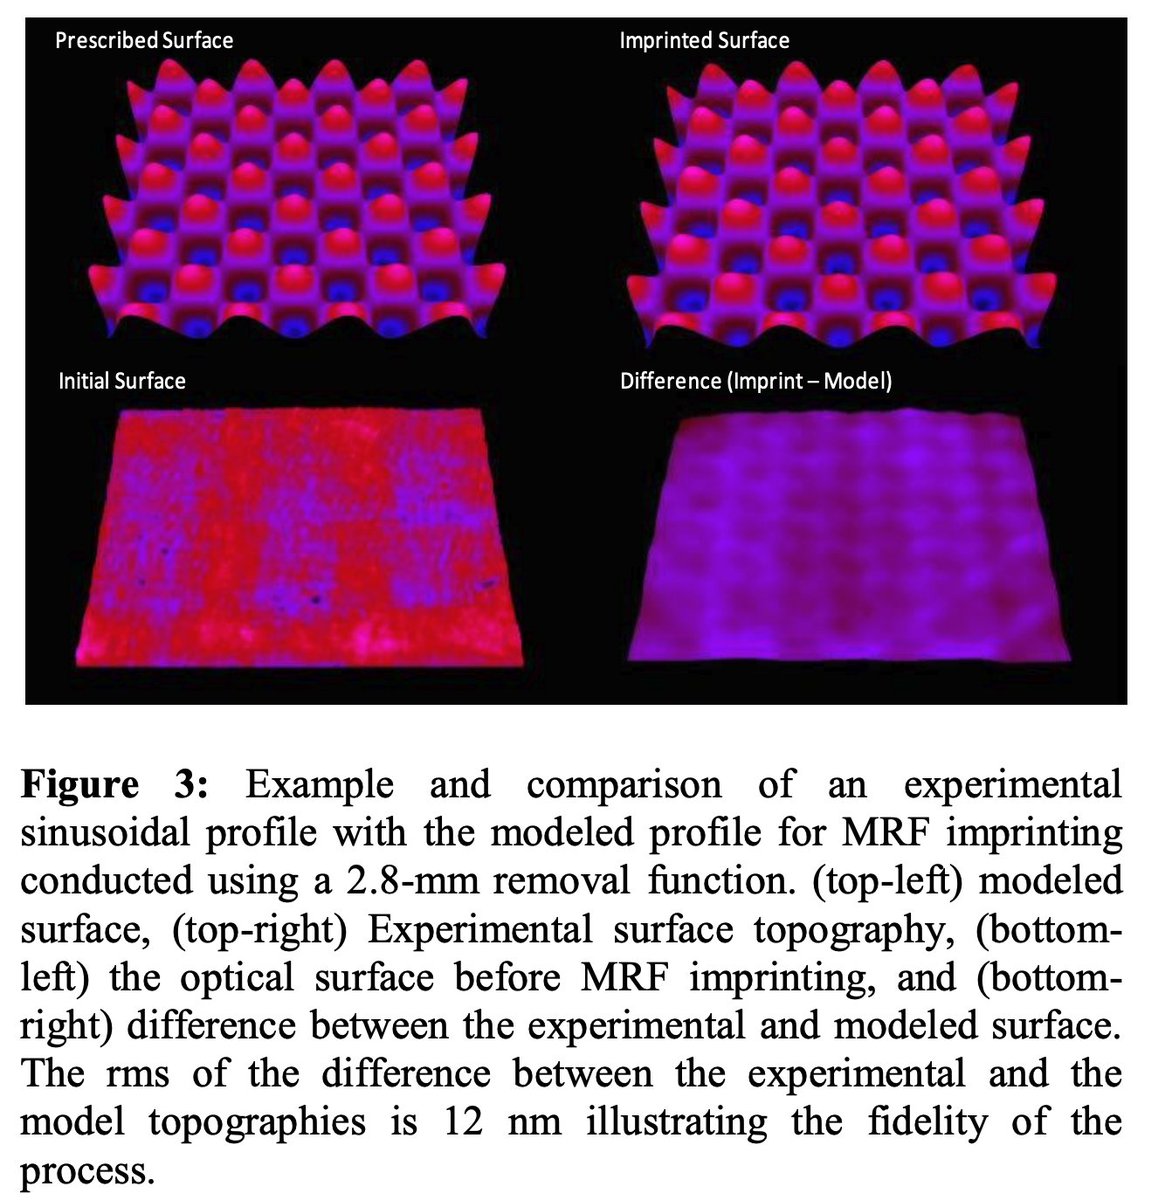 Prescribed Surface
Imprinted Surface
Initial Surface
Difference (Imprint – Model)
Figure 3: Example and comparison of an experimental
sinusoidal profile with the modeled profile for MRF imprinting
conducted using a 2.8-mm removal function. (top-left) modeled
surface, (top-right) Experimental surface topography, (bottom-
left) the optical surface before MRF imprinting, and (bottom-
right) difference between the experimental and modeled surface.
The rms of the difference between the experimental and the
model topographies is 12 nm illustrating the fidelity of the
process.